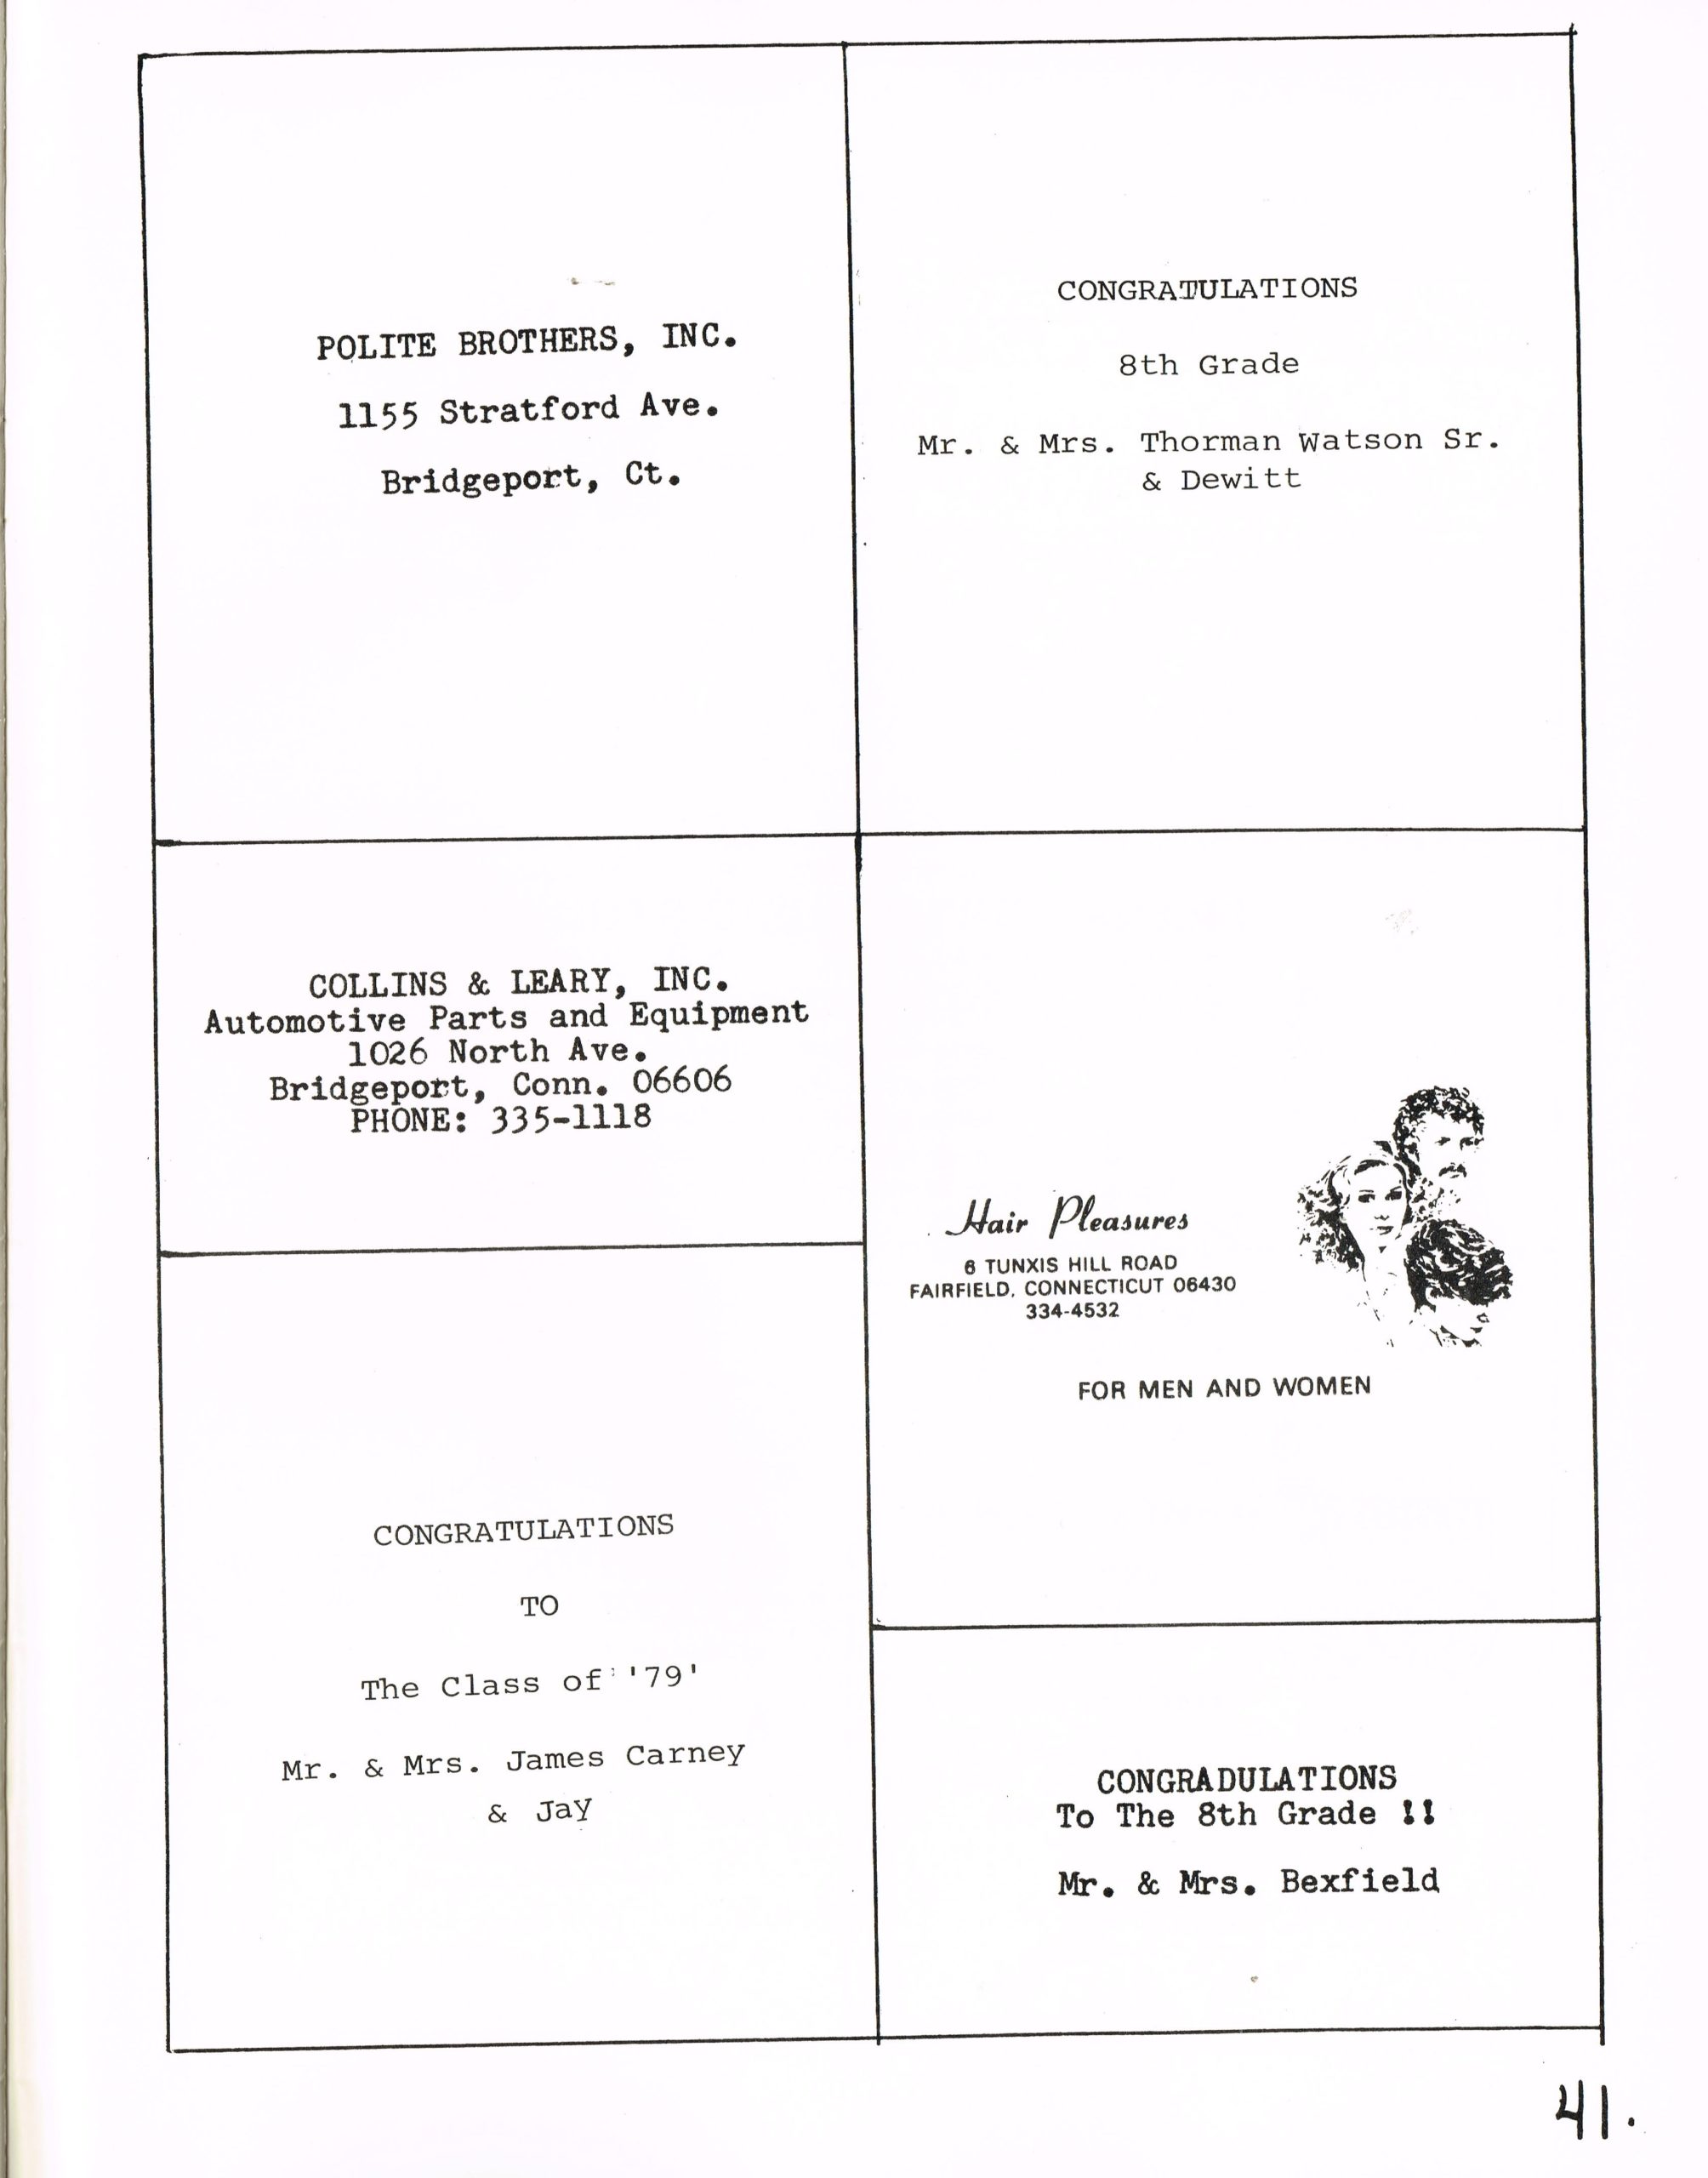 POLITE BROTHERS, INC.
1155 Stratford Ave.
Bridgeport, Ct.
CONGRATULATIONS
8th Grade
Mr. & Mrs. Thorman Watson Sr.
& Dewitt
COLLINS & LEARY, INC.
Automotive Parts and Equipment
1026 North Ave.
Bridgeport, Conn. 06606
PHONE: 335-1118
Hair Pleasures
6 TUNXIS HILL ROAD
FAIRFIELD, CONNECTICUT 06430
334-4532
FOR MEN AND WOMEN
CONGRATULATIONS
TO
The Class of '79'
Mr. & Mrs. James Carney
& Jay
CONGRADULATIONS
To The 8th Grade !!
Mr. & Mrs. Bexfield
41.